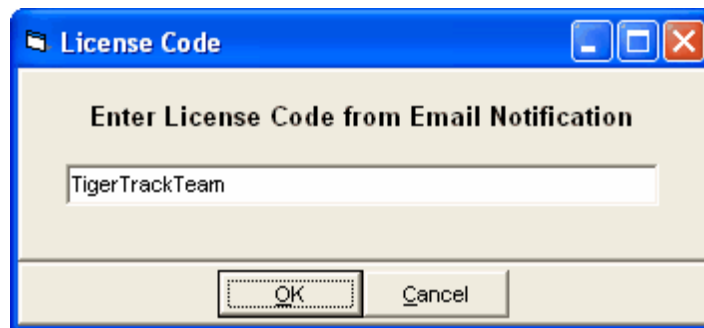 License Code
Enter License Code from Email Notification
TigerTrackTeam
OK
Cancel